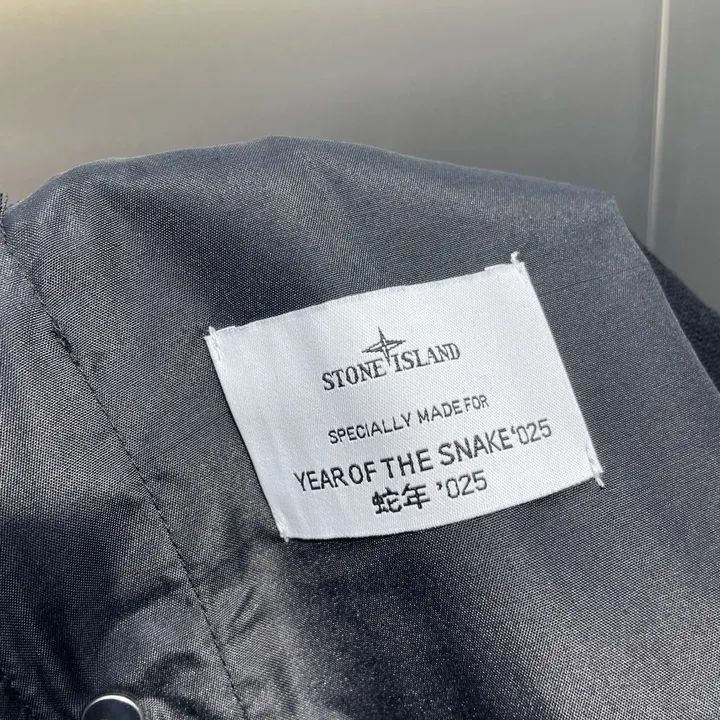 STONE ISLAND
SPECIALLY MADE FOR
YEAR OF THE SNAKE '025
蛇年 '025